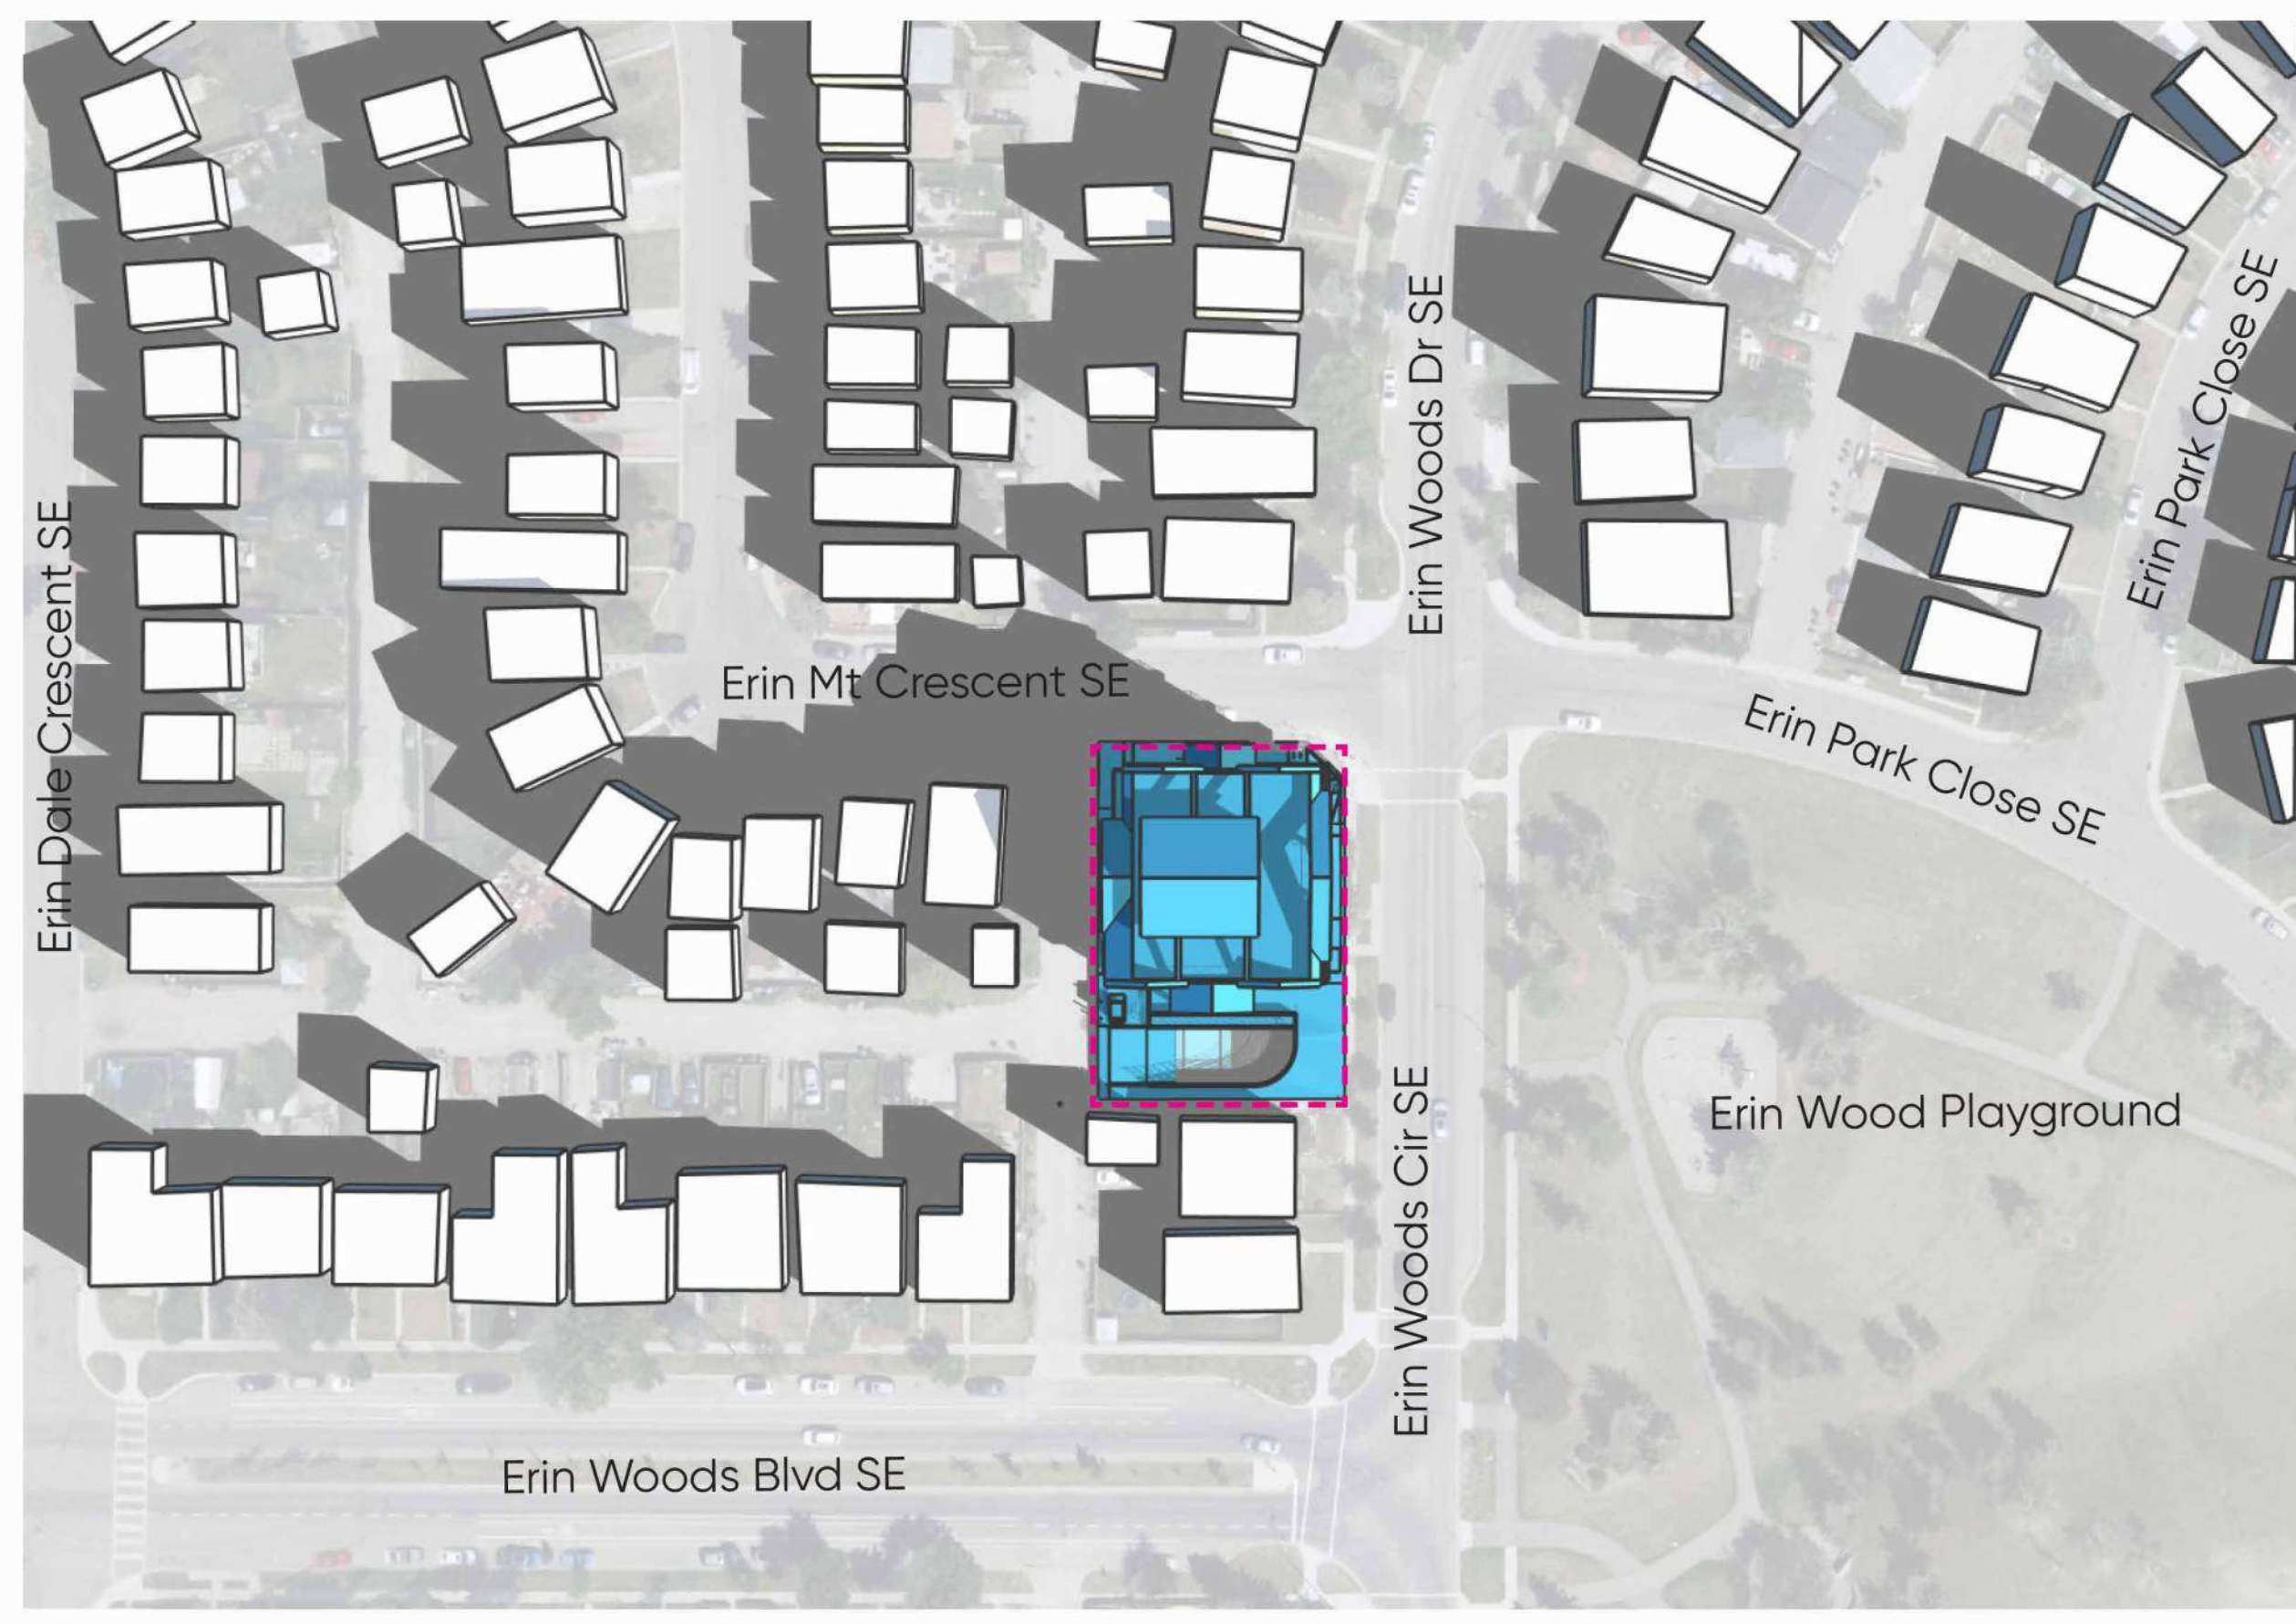 Erin Woods Dr SE
Erin Park Close SE
Erin Dale Crescent SE
Erin Mt Crescent SE
Erin Park Close SE
Erin Wood Playground
Erin Woods Cir SE
Erin Woods Blvd SE